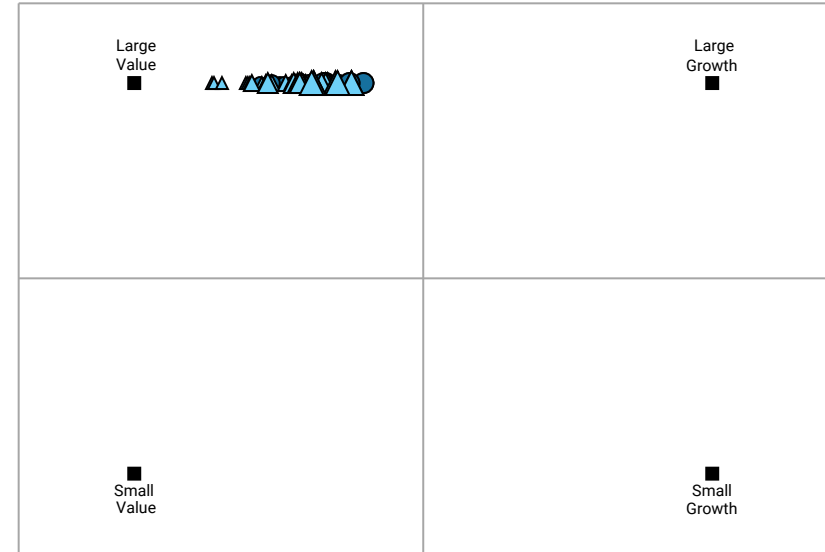 Large
Value
Large
Growth
Small
Value
Small
Growth